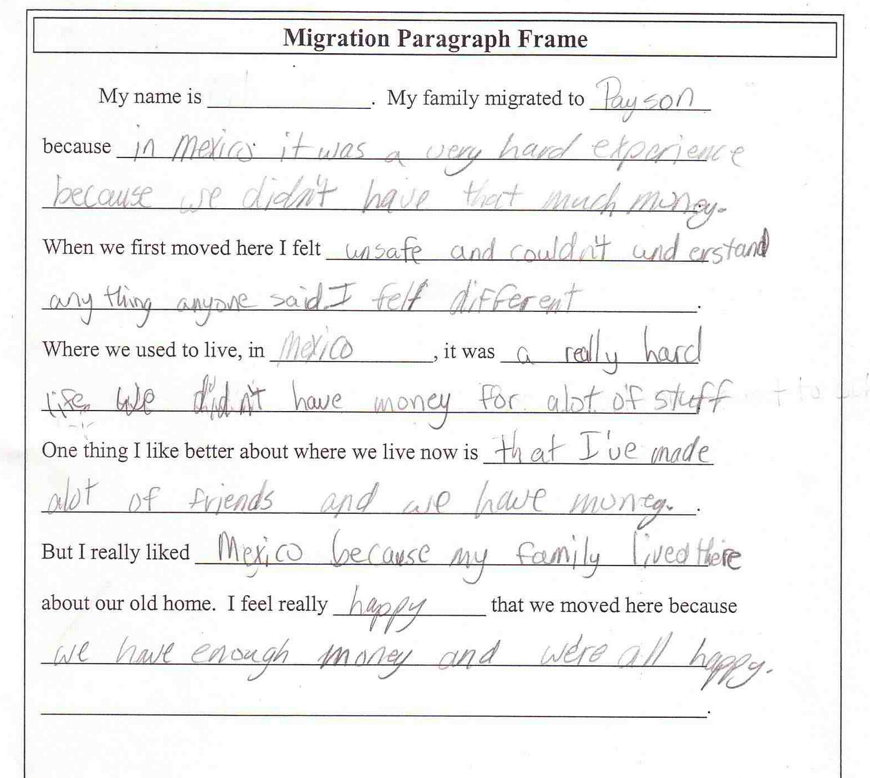 Migration Paragraph Frame
My name is ______________. My family migrated to Payson
because in Mexico it was a very hard experience
because we didn't have that much money.
When we first moved here I felt unsafe and couldn't understand
any thing anyone said I felt different.
Where we used to live, in Mexico, it was a really hard
life We didn't have money for alot of stuff
One thing I like better about where we live now is that I've made
alot of friends and we have money..
But I really liked Mexico because my family lived there
about our old home. I feel really happy that we moved here because
we have enough money and we're all happy.
______________.